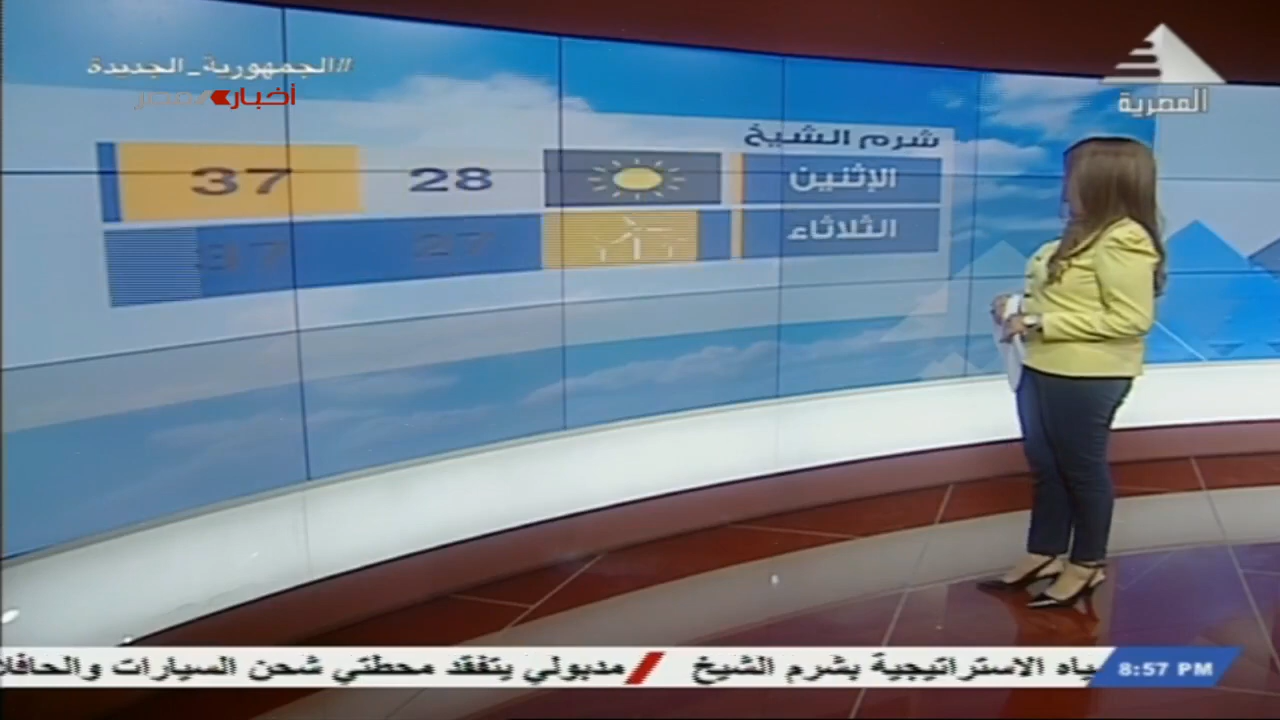 #الجمهورية_الجديدة
أخبار مصر
المصرية
شرم الشيخ
الإثنين 28 37
الثلاثاء 27 37
8:57 PM
ياه الاستراتيجية بشرم الشيخ / مدبولي يتفقد محطتي شحن السيارات والحافلا